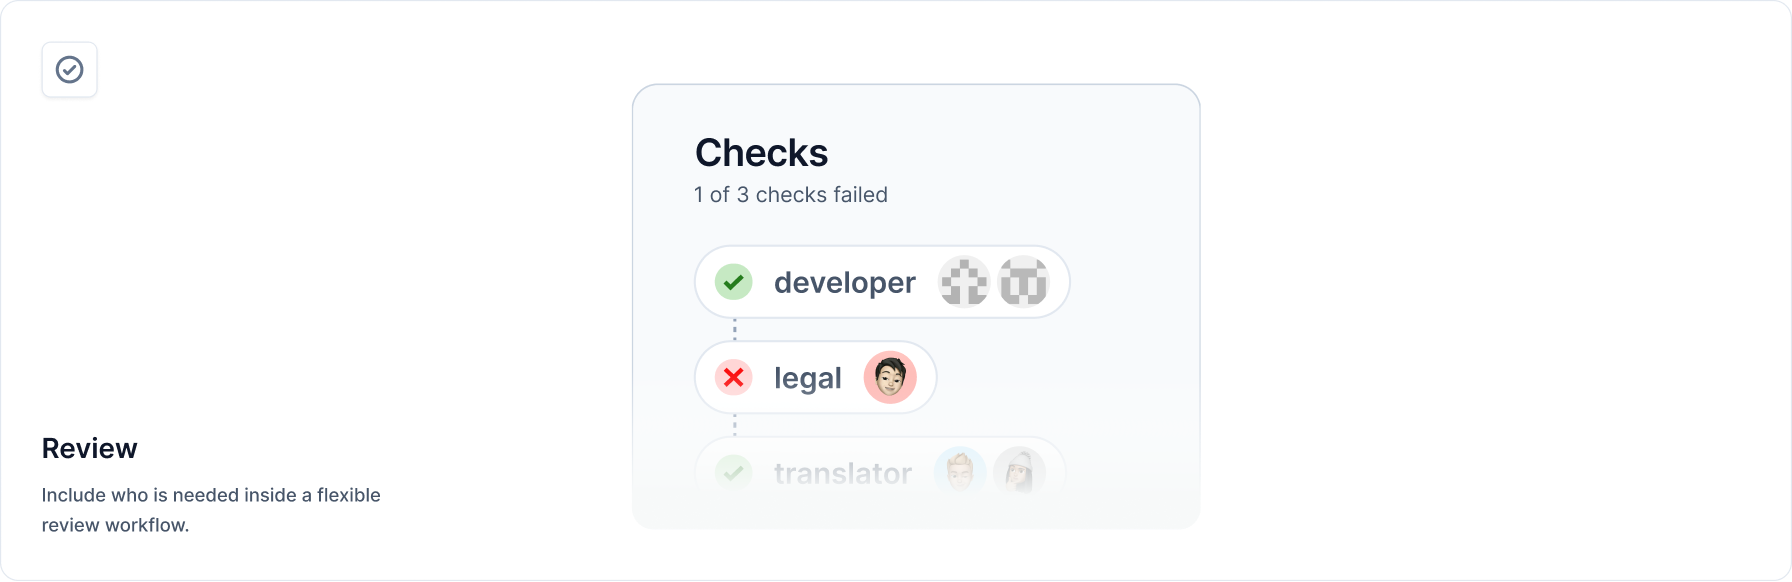 Checks
1 of 3 checks failed
developer
legal
translator
Review
Include who is needed inside a flexible
review workflow.